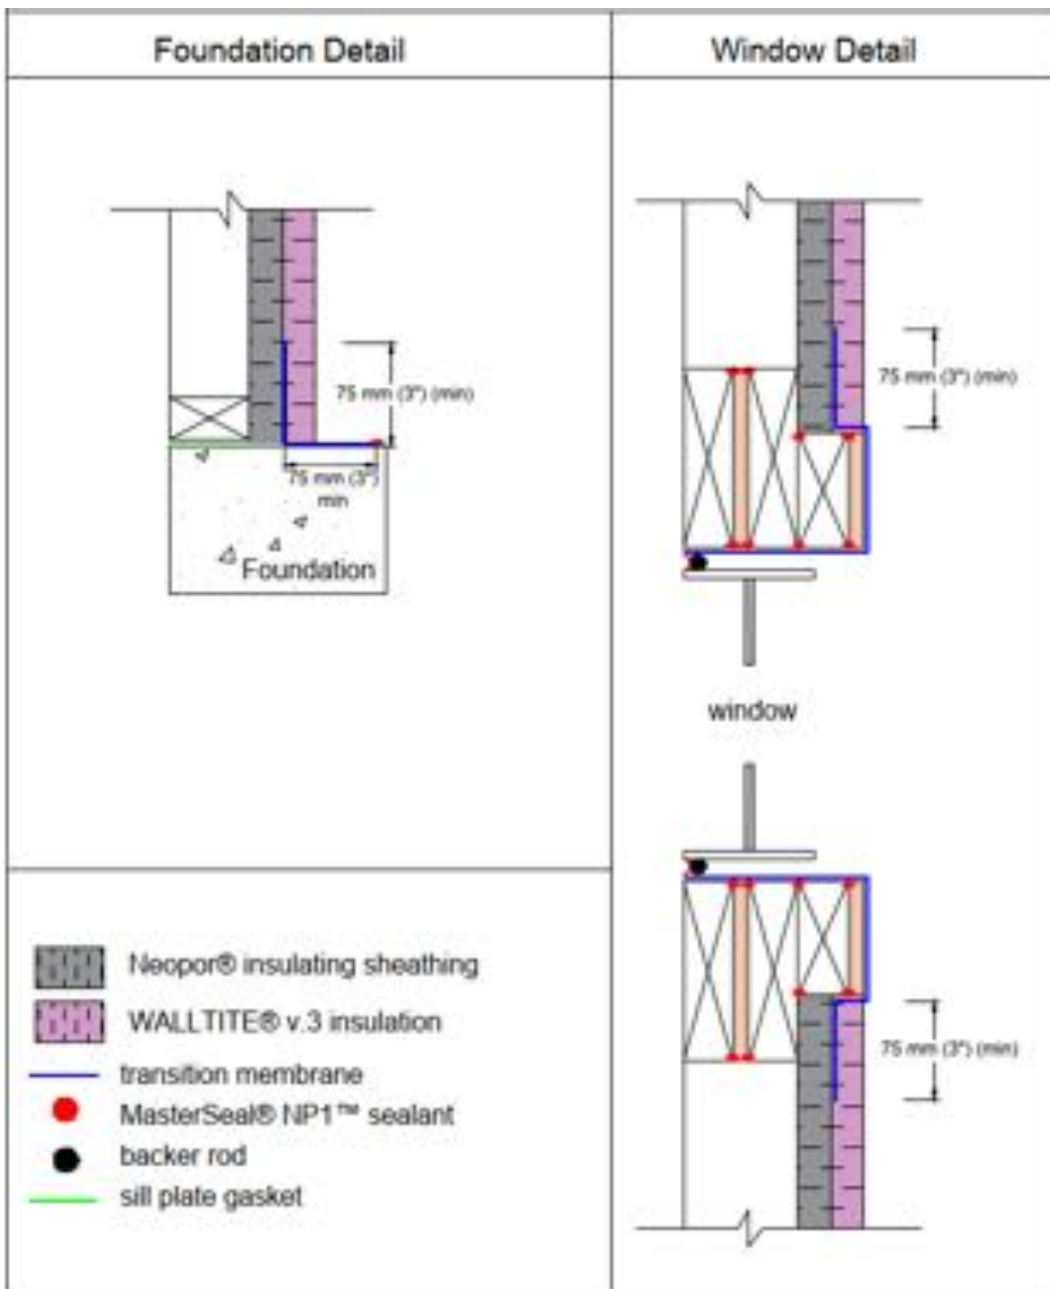 Foundation Detail
75 mm (3") (min)
75 mm (3")
min
Foundation
Neopor® insulating sheathing
WALLTITE® v.3 insulation
transition membrane
MasterSeal® NP1™ sealant
backer rod
sill plate gasket
Window Detail
75 mm (3") (min)
window
75 mm (3") (min)